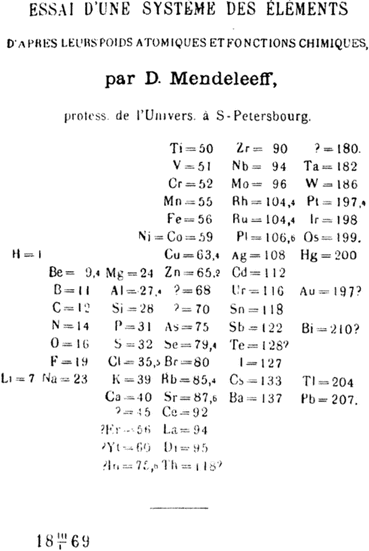 ESSAI D'UNE SYSTEME DES ÉLÉMENTS
D'APRES LEURS POIDS ATOMIQUES ET FONCTIONS CHIMIQUES,
par D. Mendeleeff,
protess. de l'Univers. à S-Petersbourg.
Ti=50 Zr=90 ?=180.
V=51 Nb=94 Ta=182
Cr=52 Mo=96 W=186
Mn=55 Rh=104,4 Pt=197,4
Fe=56 Ru=104,4 Ir=198
Ni=Co=59 Pl=106,6 Os=199.
H=1 Cu=63,4 Ag=108 Hg=200
Be=9,4 Mg=24 Zn=65,2 Cd=112
B=11 Al=27,4 ?=68 Ur=116 Au=197?
C=12 Si=28 ?=70 Sn=118
N=14 P=31 As=75 Sb=122 Bi=210?
O=16 S=32 Se=79,4 Te=128?
F=19 Cl=35,5 Br=80 I=127
Li=7 Na=23 K=39 Rb=85,4 Cs=133 Tl=204
Ca=40 Sr=87,6 Ba=137 Pb=207.
?=45 Ce=92
?Er=56 La=94
?Yt=60 Di=95
?In=75,6 Th=118?
18 III/I 69